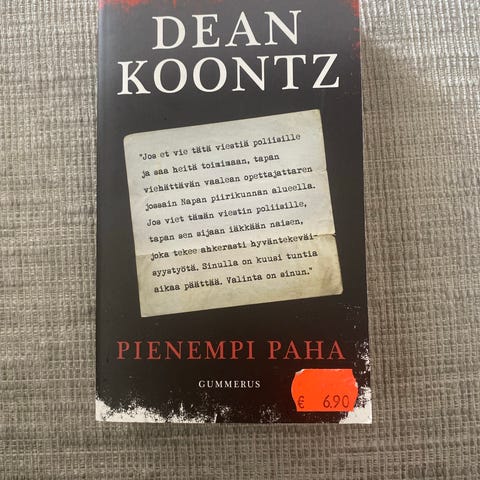 DEAN
KOONTZ
"Jos et vie tätä viestiä poliisille
ja saa heitä toimimaan, tapan
viehättävän vaalean opettajattaren
jossain Napan piirikunnan alueella.
Jos viet tämän viestin poliisille,
tapan sen sijaan iäkkään naisen,
joka tekee ahkerasti hyväntekeväi-
syystyötä. Sinulla on kuusi tuntia
aikaa päättää. Valinta on sinun."
PIENEMPI PAHA
GUMMERUS
€ 6.90